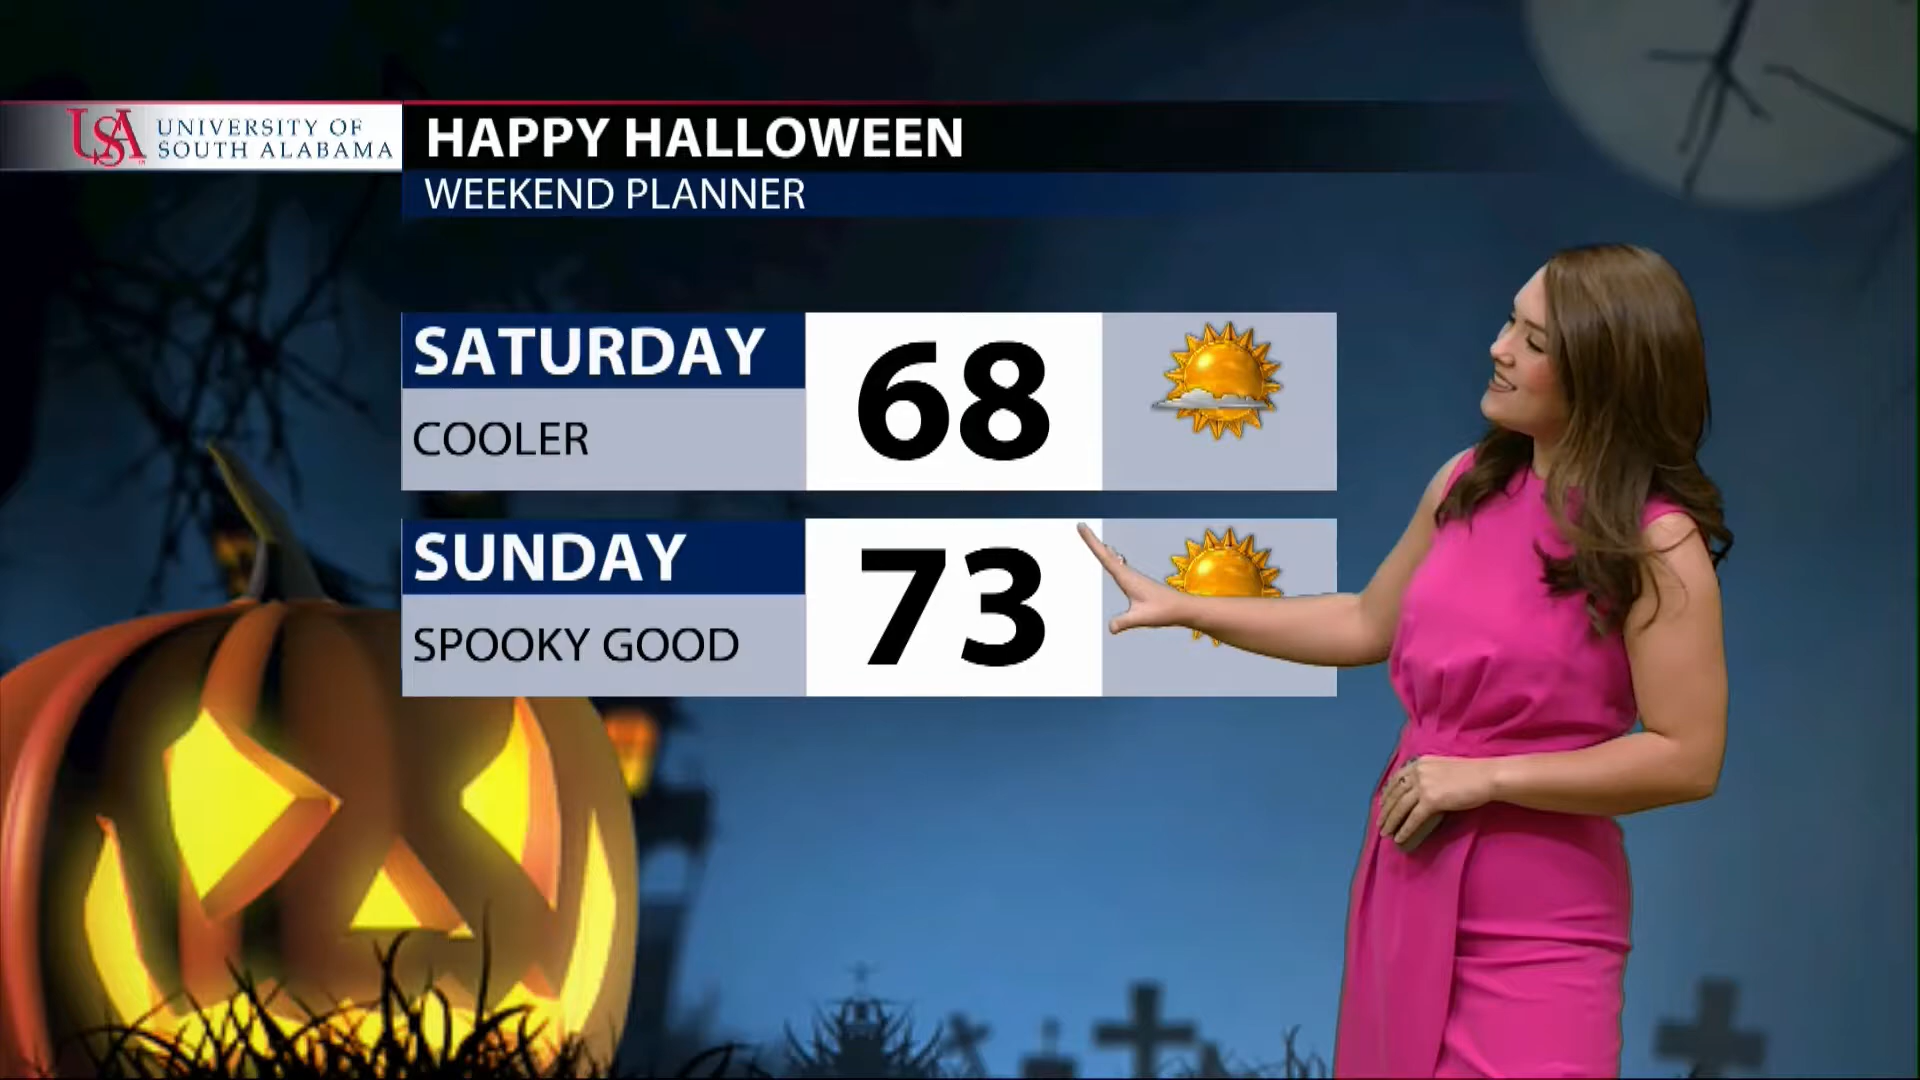 USA
UNIVERSITY OF
SOUTH ALABAMA
HAPPY HALLOWEEN
WEEKEND PLANNER
SATURDAY
COOLER
68
SUNDAY
SPOOKY GOOD
73